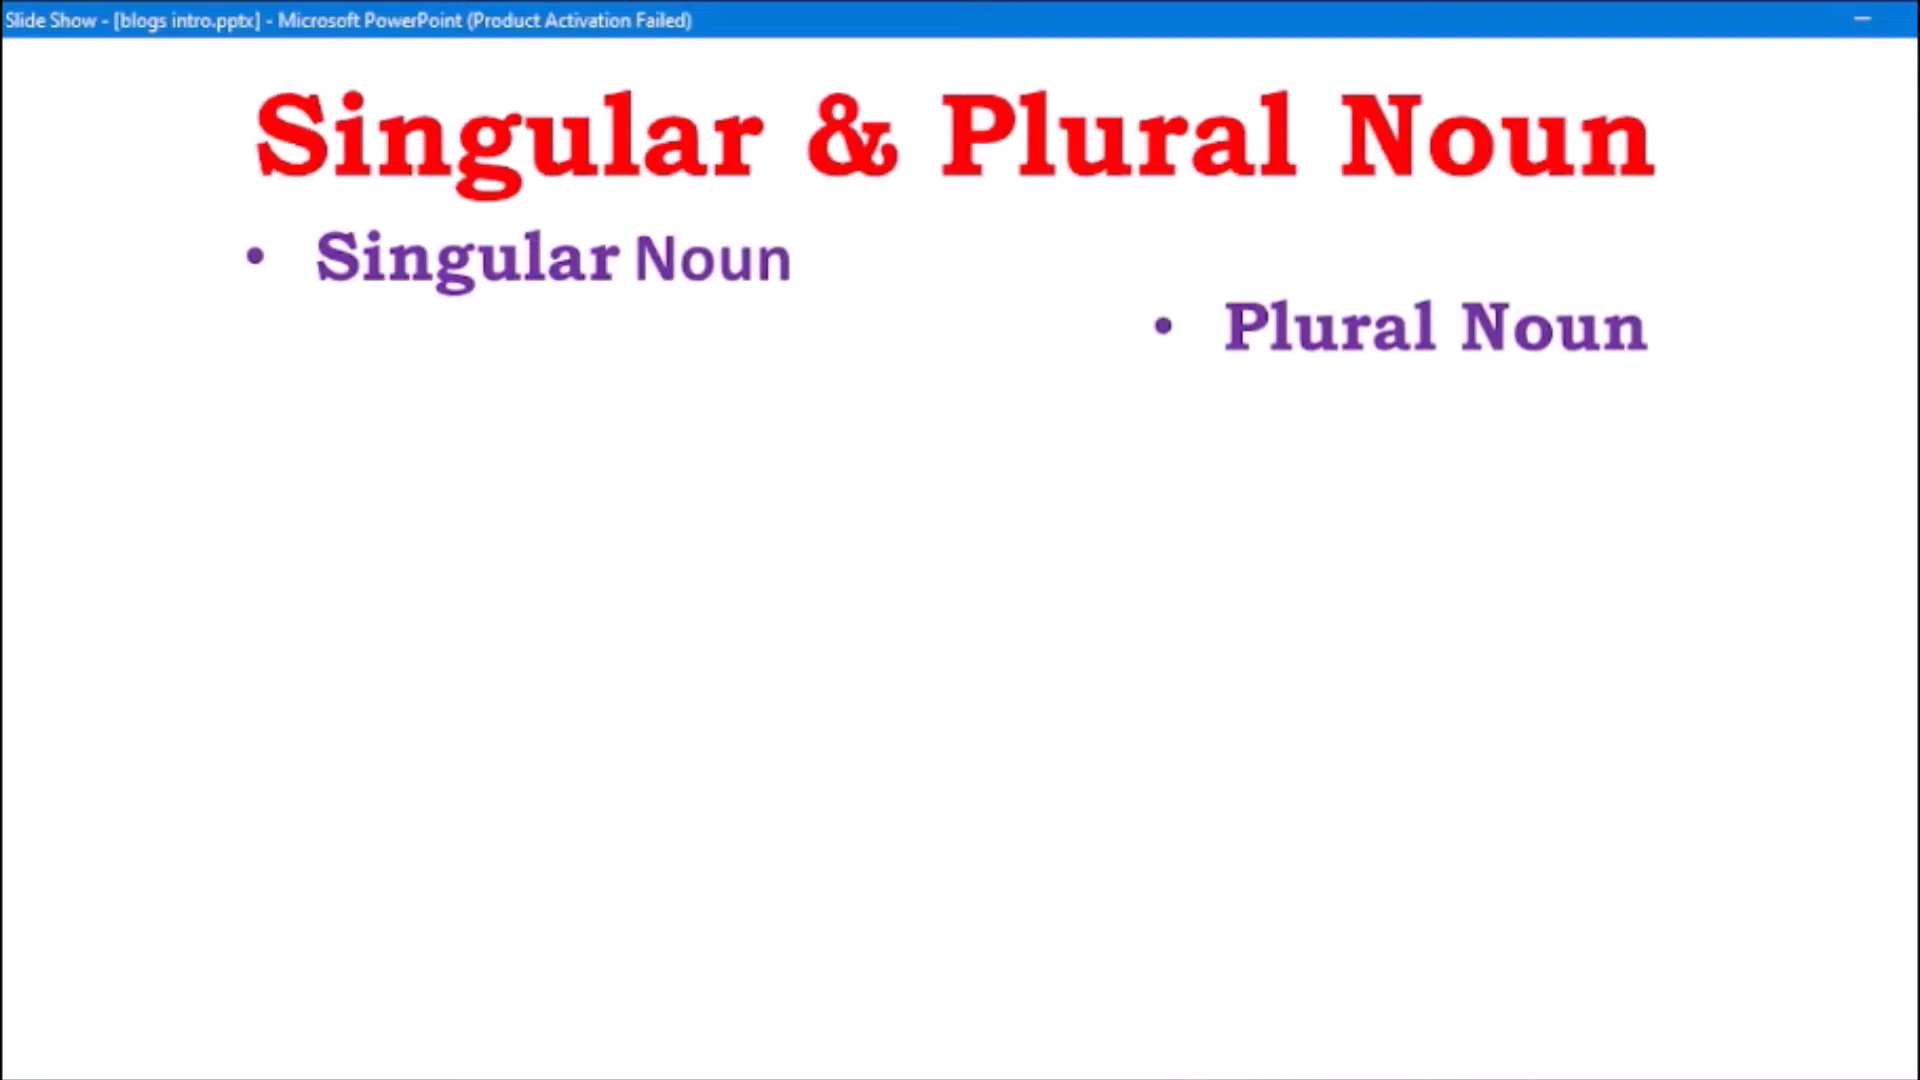 Slide Show - [blogs intro.pptx] - Microsoft PowerPoint (Product Activation Failed)
Singular & Plural Noun
• Singular Noun
• Plural Noun